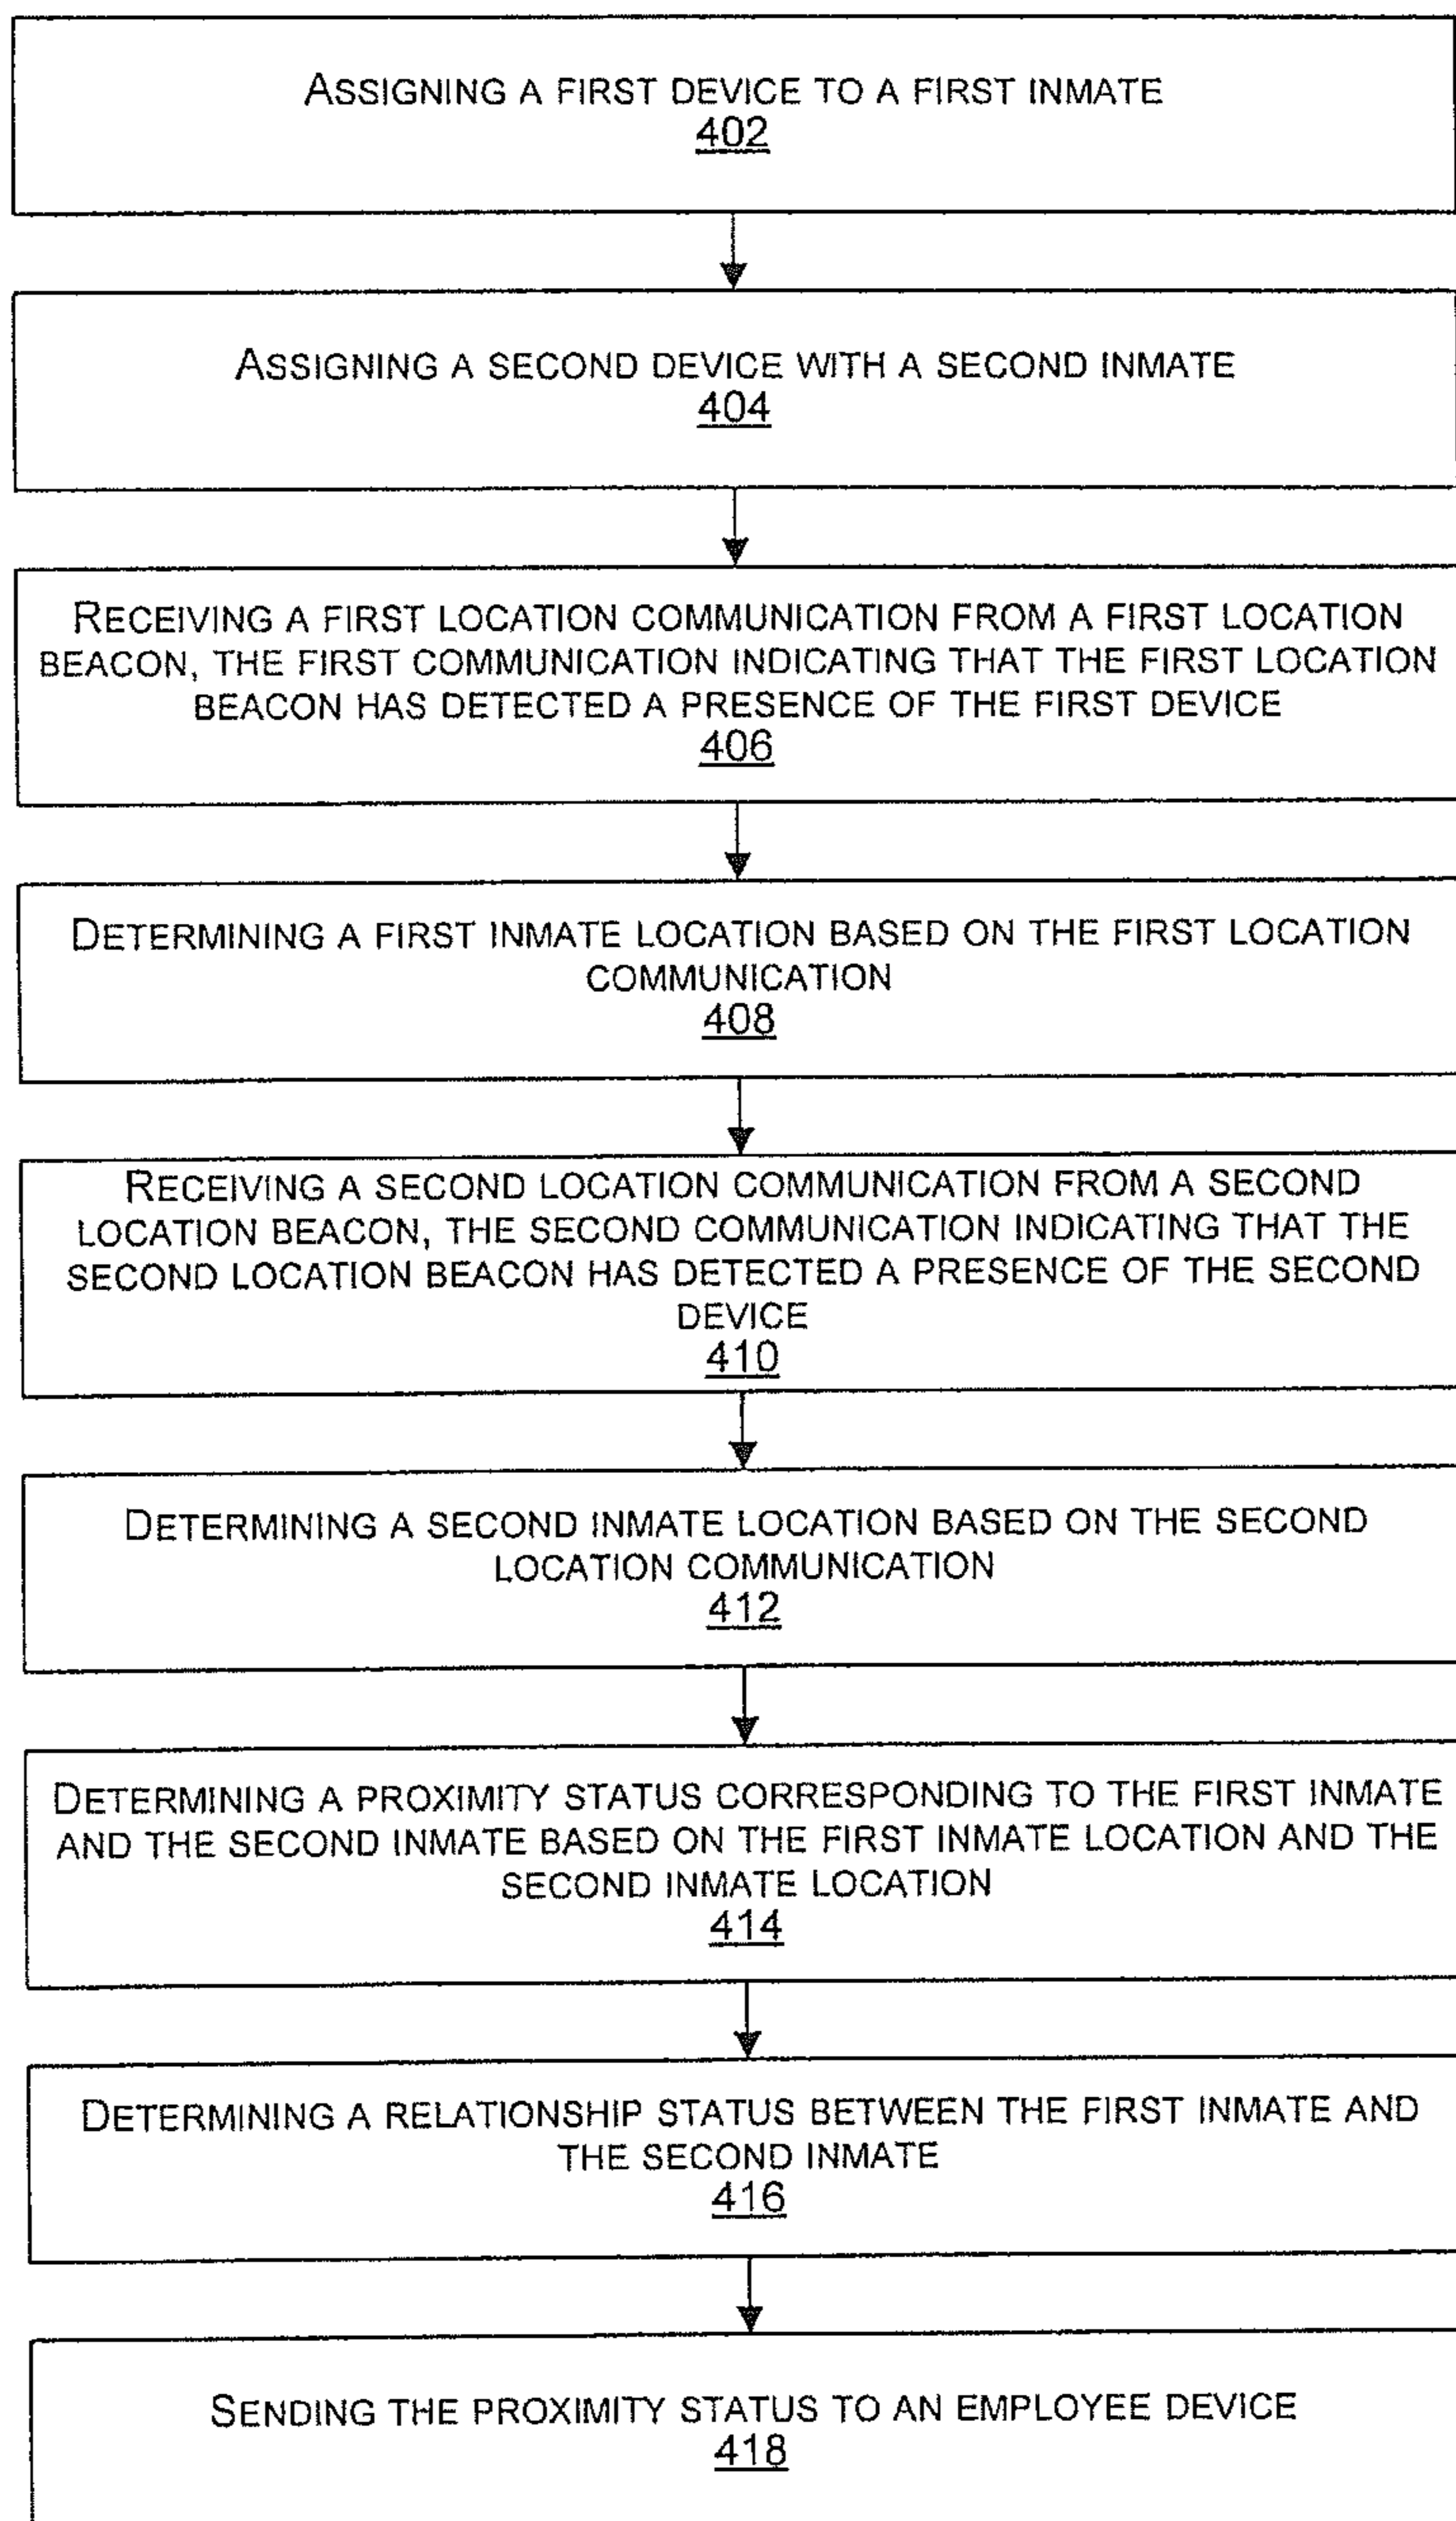 ASSIGNING A FIRST DEVICE TO A FIRST INMATE
402
ASSIGNING A SECOND DEVICE WITH A SECOND INMATE
404
RECEIVING A FIRST LOCATION COMMUNICATION FROM A FIRST LOCATION
BEACON, THE FIRST COMMUNICATION INDICATING THAT THE FIRST LOCATION
BEACON HAS DETECTED A PRESENCE OF THE FIRST DEVICE
406
DETERMINING A FIRST INMATE LOCATION BASED ON THE FIRST LOCATION
COMMUNICATION
408
RECEIVING A SECOND LOCATION COMMUNICATION FROM A SECOND
LOCATION BEACON, THE SECOND COMMUNICATION INDICATING THAT THE
SECOND LOCATION BEACON HAS DETECTED A PRESENCE OF THE SECOND
DEVICE
410
DETERMINING A SECOND INMATE LOCATION BASED ON THE SECOND
LOCATION COMMUNICATION
412
DETERMINING A PROXIMITY STATUS CORRESPONDING TO THE FIRST INMATE
AND THE SECOND INMATE BASED ON THE FIRST INMATE LOCATION AND THE
SECOND INMATE LOCATION
414
DETERMINING A RELATIONSHIP STATUS BETWEEN THE FIRST INMATE AND
THE SECOND INMATE
416
SENDING THE PROXIMITY STATUS TO AN EMPLOYEE DEVICE
418